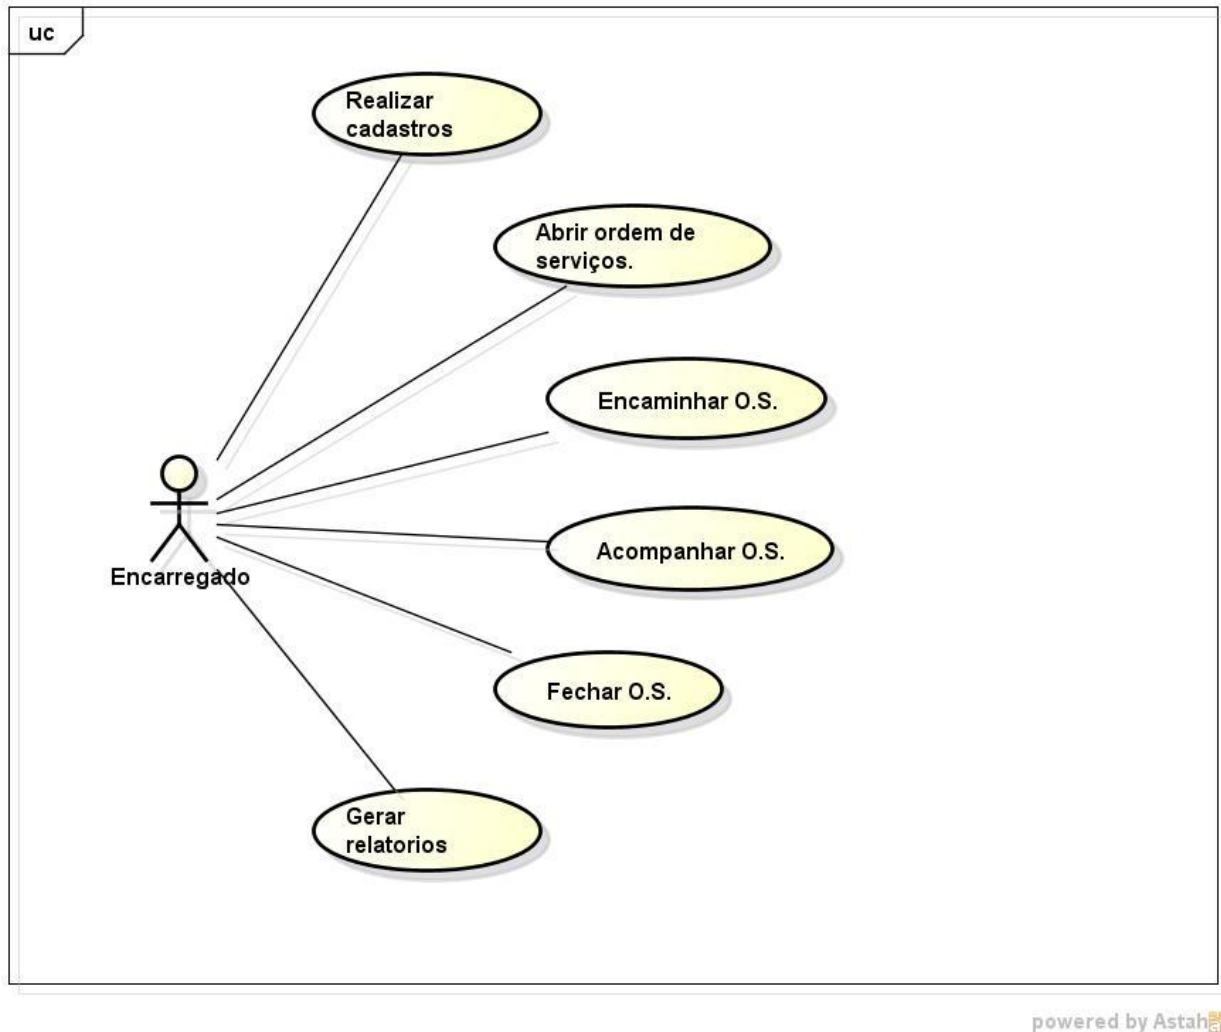 uc
Realizar
cadastros
Abrir ordem de
serviços.
Encaminhar O.S.
Acompanhar O.S.
Encarregado
Fechar O.S.
Gerar
relatorios
powered by Astah